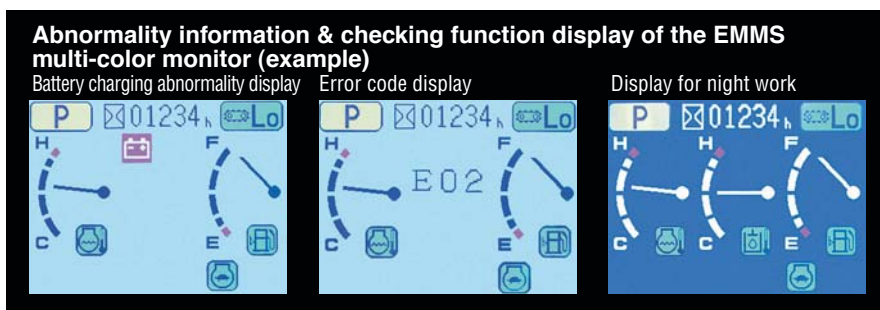 Abnormality information & checking function display of the EMMS
multi-color monitor (example)
Battery charging abnormality display
Error code display
Display for night work
P 01234 h Lo
H F
C E
P 01234 h Lo
H F
E02
C E
P 01234 h Lo
H H F
C C E